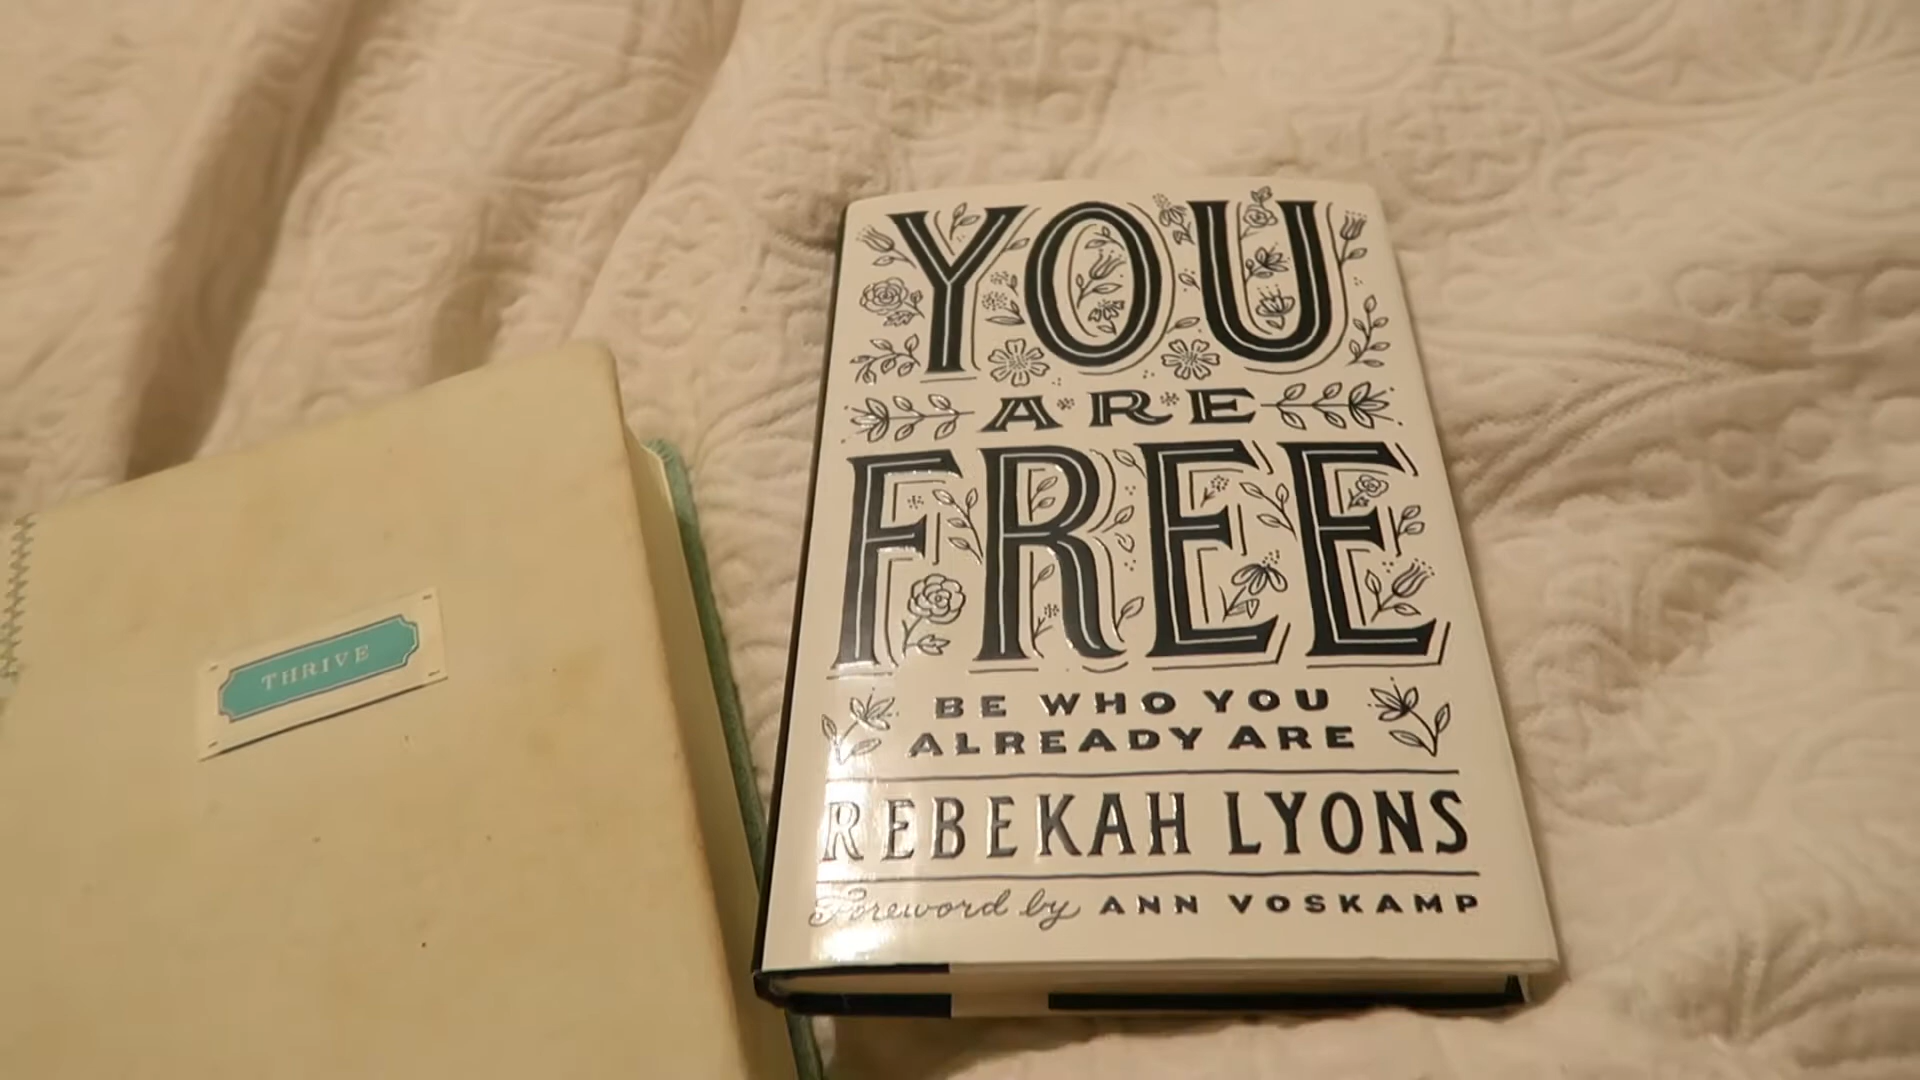 THRIVE
YOU
ARE
FREE
BE WHO YOU
ALREADY ARE
REBEKAH LYONS
Foreword by ANN VOSKAMP